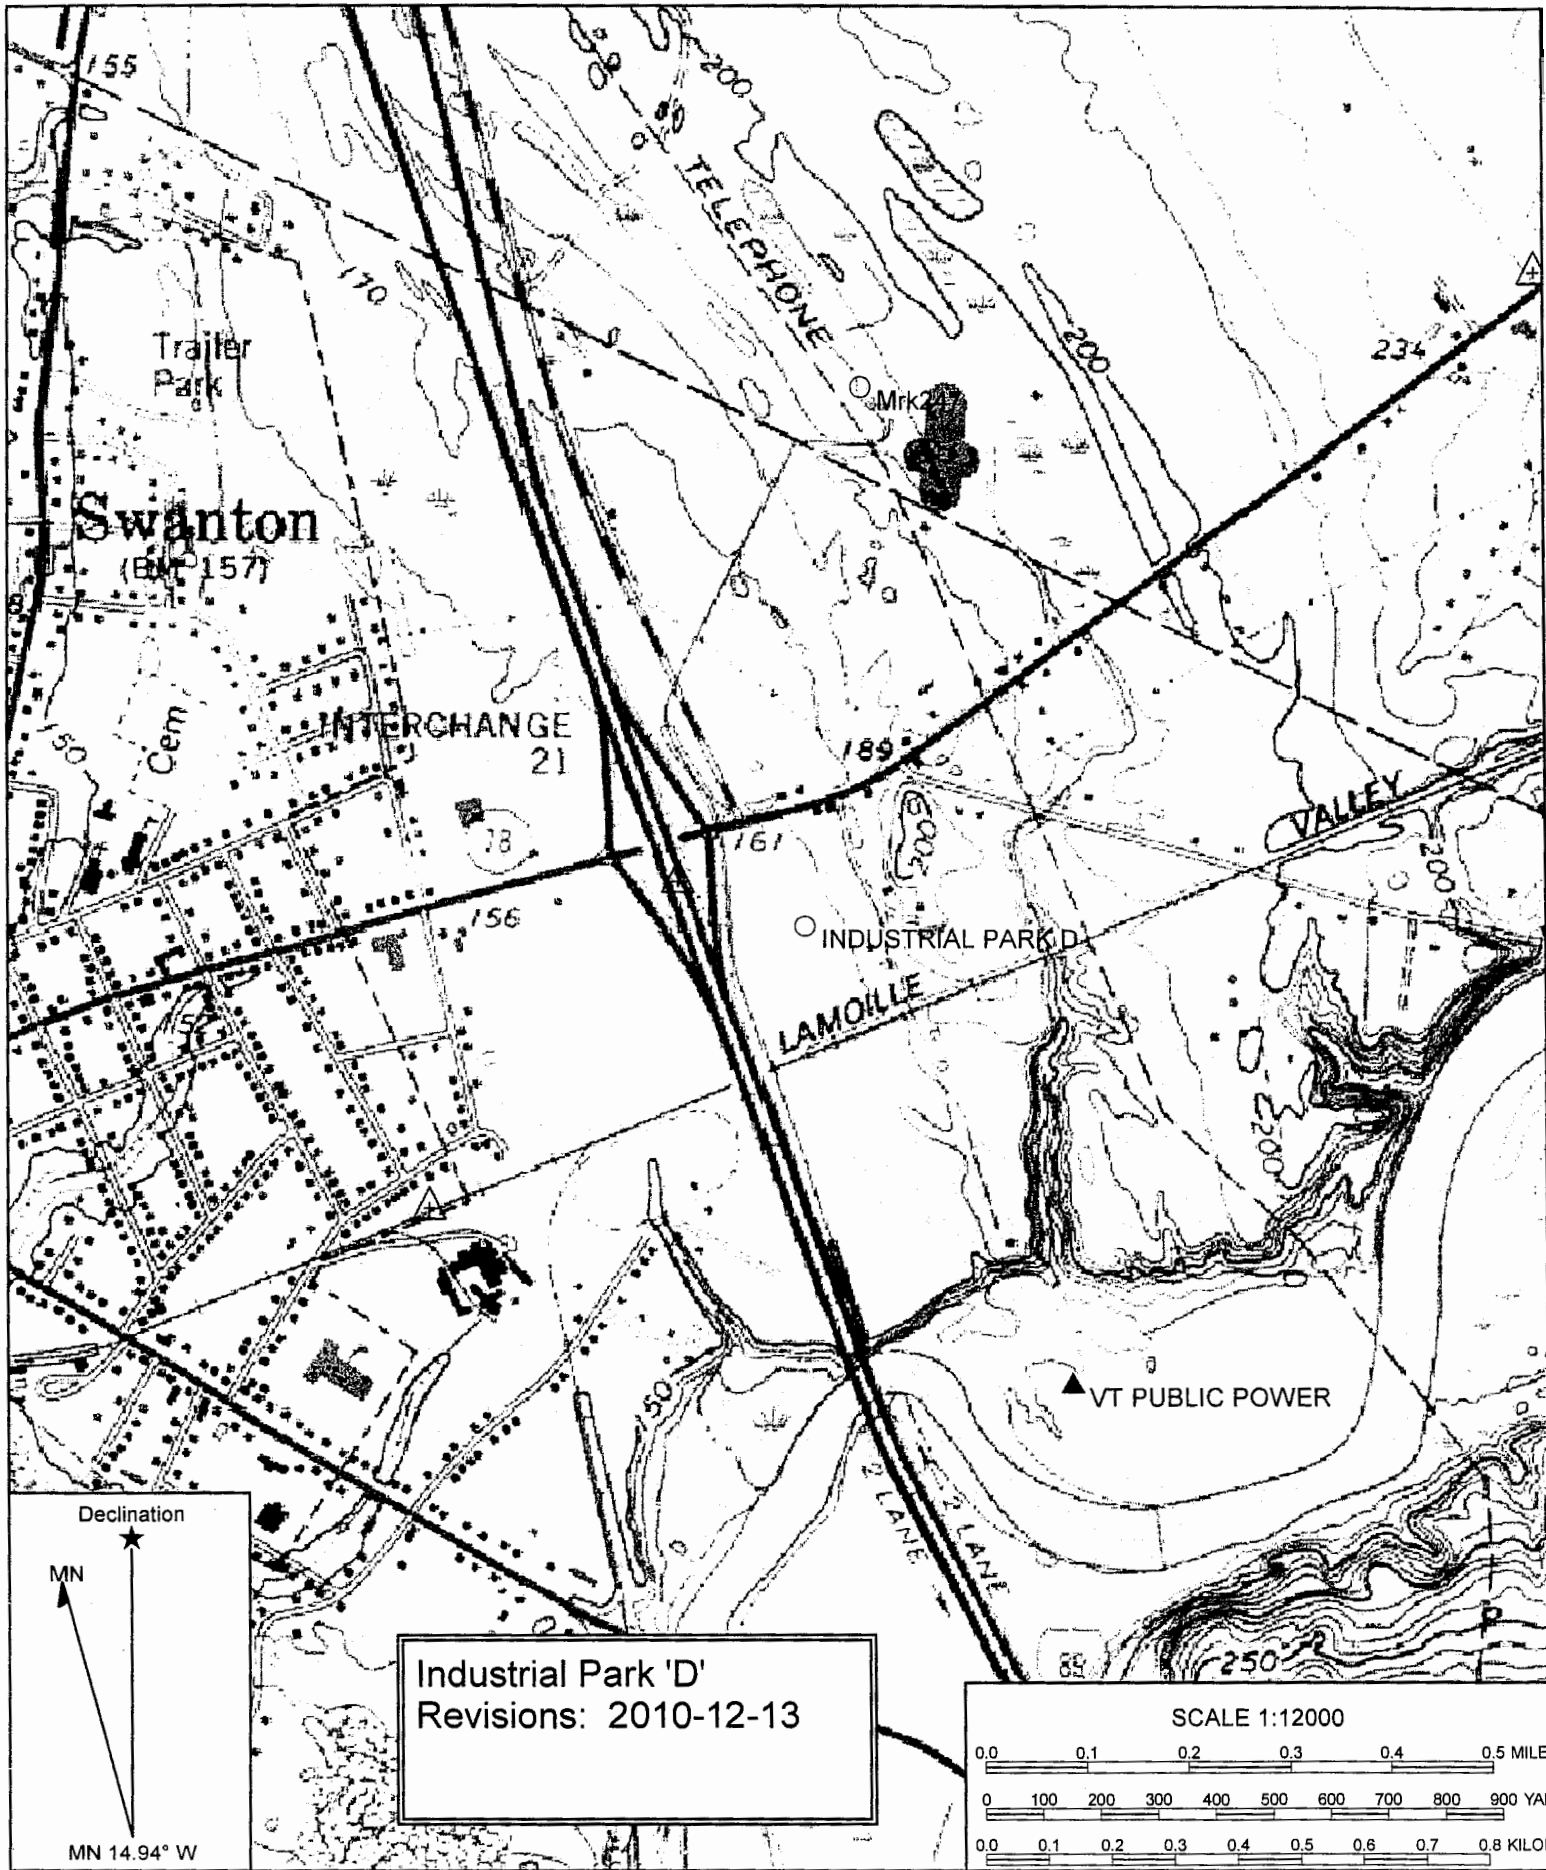 155
200
TELEPHONE
170
Trailer
Park
200
234
Mrk247
Swanton
(BM 157)
150
Cem
INTERCHANGE
21
189
78
161
200
VALLEY
200
156
INDUSTRIAL PARK D
LAMOILLE
200
150
VT PUBLIC POWER
2 LANE
2 LANE
Declination
MN
MN 14.94° W
Industrial Park 'D'
Revisions: 2010-12-13
89
250
SCALE 1:12000
0.0 0.1 0.2 0.3 0.4 0.5 MILE
0 100 200 300 400 500 600 700 800 900 YA
0.0 0.1 0.2 0.3 0.4 0.5 0.6 0.7 0.8 KILO